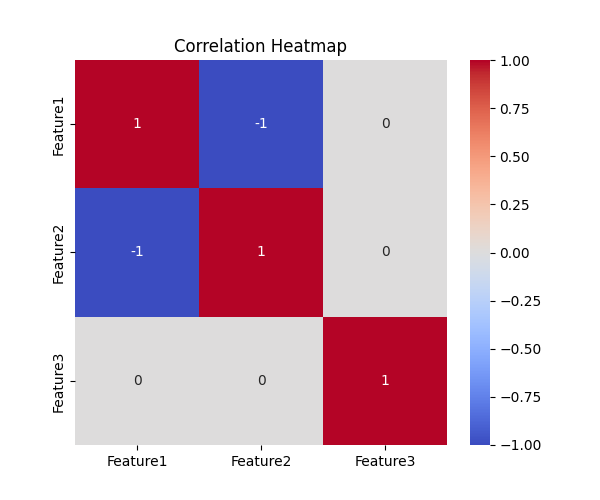 Correlation Heatmap
Feature1
1
-1
0
Feature2
-1
1
0
Feature3
0
0
1
Feature1
Feature2
Feature3
1.00
0.75
0.50
0.25
0.00
−0.25
−0.50
−0.75
−1.00